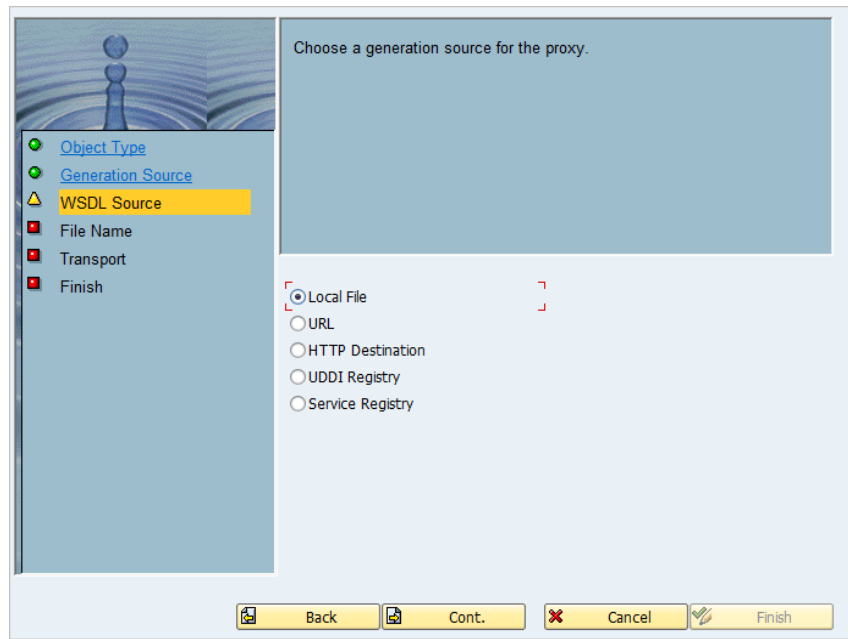 Choose a generation source for the proxy.
Object Type
Generation Source
WSDL Source
File Name
Transport
Finish
Local File
URL
HTTP Destination
UDDI Registry
Service Registry
Back Cont. Cancel Finish